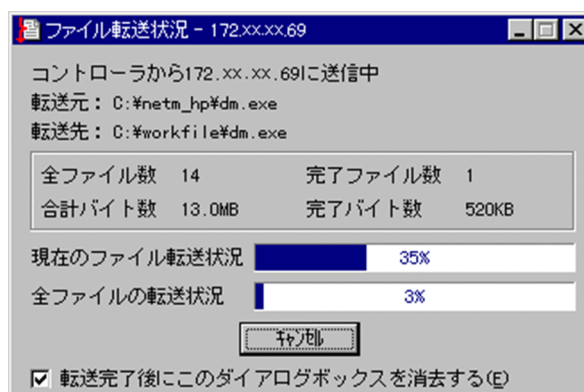 ファイル転送状況 - 172.xx.xx.69
コントローラから172.xx.xx.69に送信中
転送元： C:¥netm_hp¥dm.exe
転送先： C:¥workfile¥dm.exe
全ファイル数 14 完了ファイル数 1
合計バイト数 13.0MB 完了バイト数 520KB
現在のファイル転送状況 35%
全ファイルの転送状況 3%
ｷｬﾝｾﾙ
転送完了後にこのダイアログボックスを消去する(E)